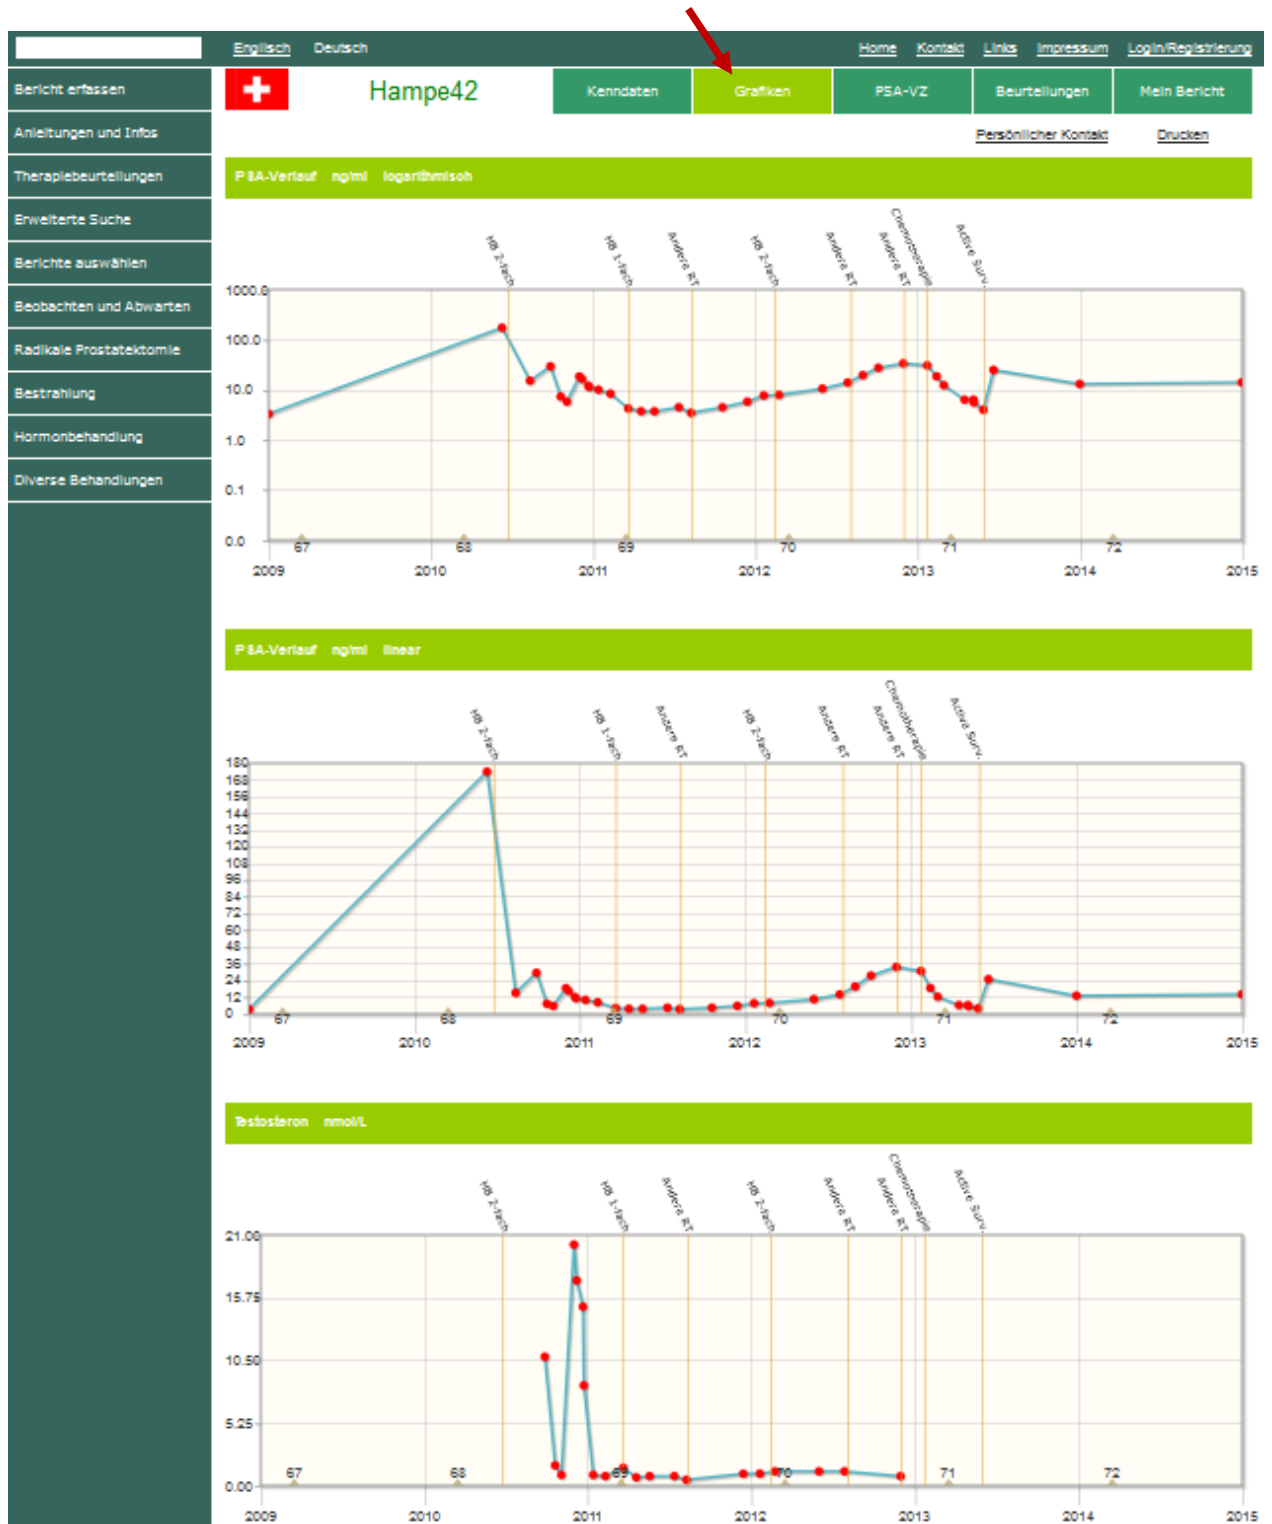 Englisch Deutsch Home Kontakt Links Impressum Login/Registrierung
Hampe42 Kenndaten Grafiken PSA-VZ Beurteilungen Mein Bericht
Persönlicher Kontakt Drucken
Bericht erfassen
Anleitungen und Infos
Therapiebeurteilungen
Erweiterte Suche
Berichte auswählen
Beobachten und Abwarten
Radikale Prostatektomie
Bestrahlung
Hormonbehandlung
Diverse Behandlungen
PSA-Verlauf ng/ml logarithmisch
HB 2-fach HB 1-fach Andere RT HB 2-fach Andere RT Andere RT Chemotherapie Active Surv.
1000.0
100.0
10.0
1.0
0.1
0.0
67 68 69 70 71 72
2009 2010 2011 2012 2013 2014 2015
PSA-Verlauf ng/ml linear
HB 2-fach HB 1-fach Andere RT HB 2-fach Andere RT Andere RT Chemotherapie Active Surv.
180
168
156
144
132
120
108
96
84
72
60
48
36
24
12
0
67 68 69 70 71 72
2009 2010 2011 2012 2013 2014 2015
Testosteron nmol/L
HB 2-fach HB 1-fach Andere RT HB 2-fach Andere RT Andere RT Chemotherapie Active Surv.
21.00
15.75
10.50
5.25
0.00
67 68 69 70 71 72
2009 2010 2011 2012 2013 2014 2015